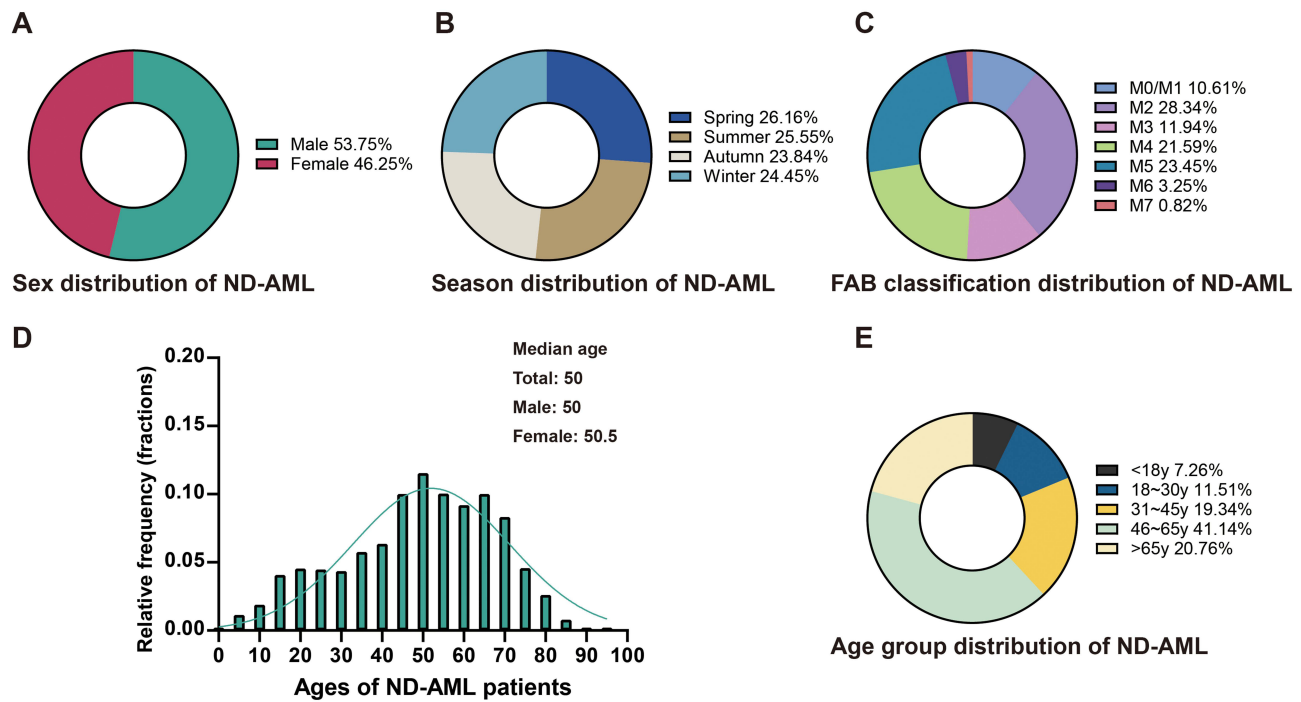 A
Male 53.75%
Female 46.25%
Sex distribution of ND-AML
B
Spring 26.16%
Summer 25.55%
Autumn 23.84%
Winter 24.45%
Season distribution of ND-AML
C
M0/M1 10.61%
M2 28.34%
M3 11.94%
M4 21.59%
M5 23.45%
M6 3.25%
M7 0.82%
FAB classification distribution of ND-AML
D
Relative frequency (fractions)
0.20
0.15
0.10
0.05
0.00
0 10 20 30 40 50 60 70 80 90 100
Ages of ND-AML patients
Median age
Total: 50
Male: 50
Female: 50.5
E
<18y 7.26%
18~30y 11.51%
31~45y 19.34%
46~65y 41.14%
>65y 20.76%
Age group distribution of ND-AML